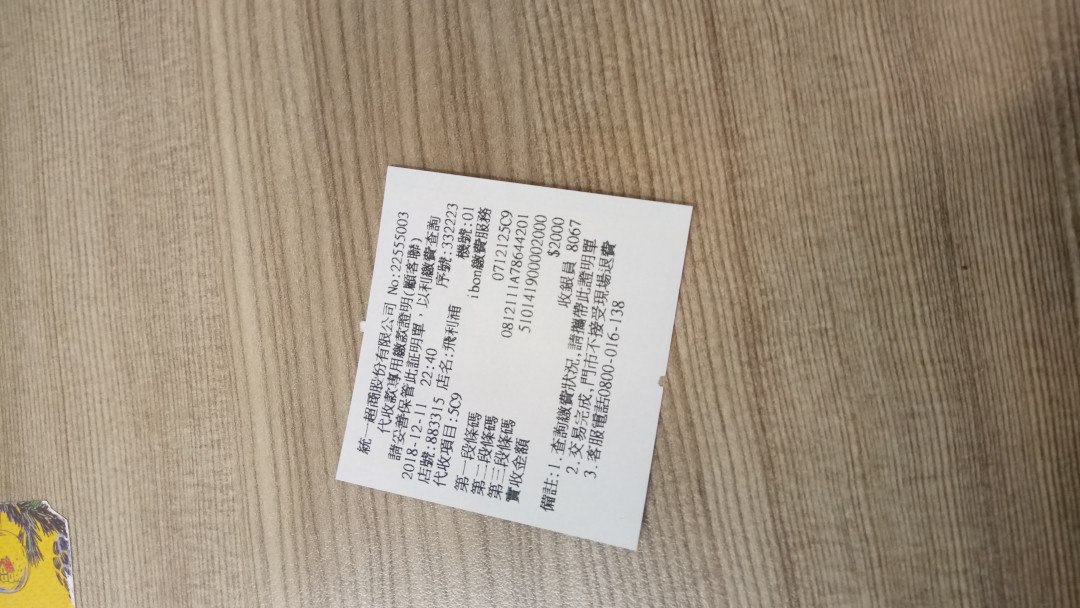 統一超商股份有限公司 No:22555003
代收款專用繳款證明(顧客聯)
請妥善保管此証明單，以利繳費查詢
2018-12-11 22:40 序號:332223
店號:883315 店名:飛利浦 機號:01
代收項目:5C9 ibon繳費服務
第一段條碼 0712125C9
第二段條碼 0812111A78644201
第三段條碼 510141900002000
實收金額 $2000
收銀員 8067
備註:1.查詢繳費狀況,請攜帶此證明單
2.交易完成,門市不接受現場退費
3.客服電話0800-016-138